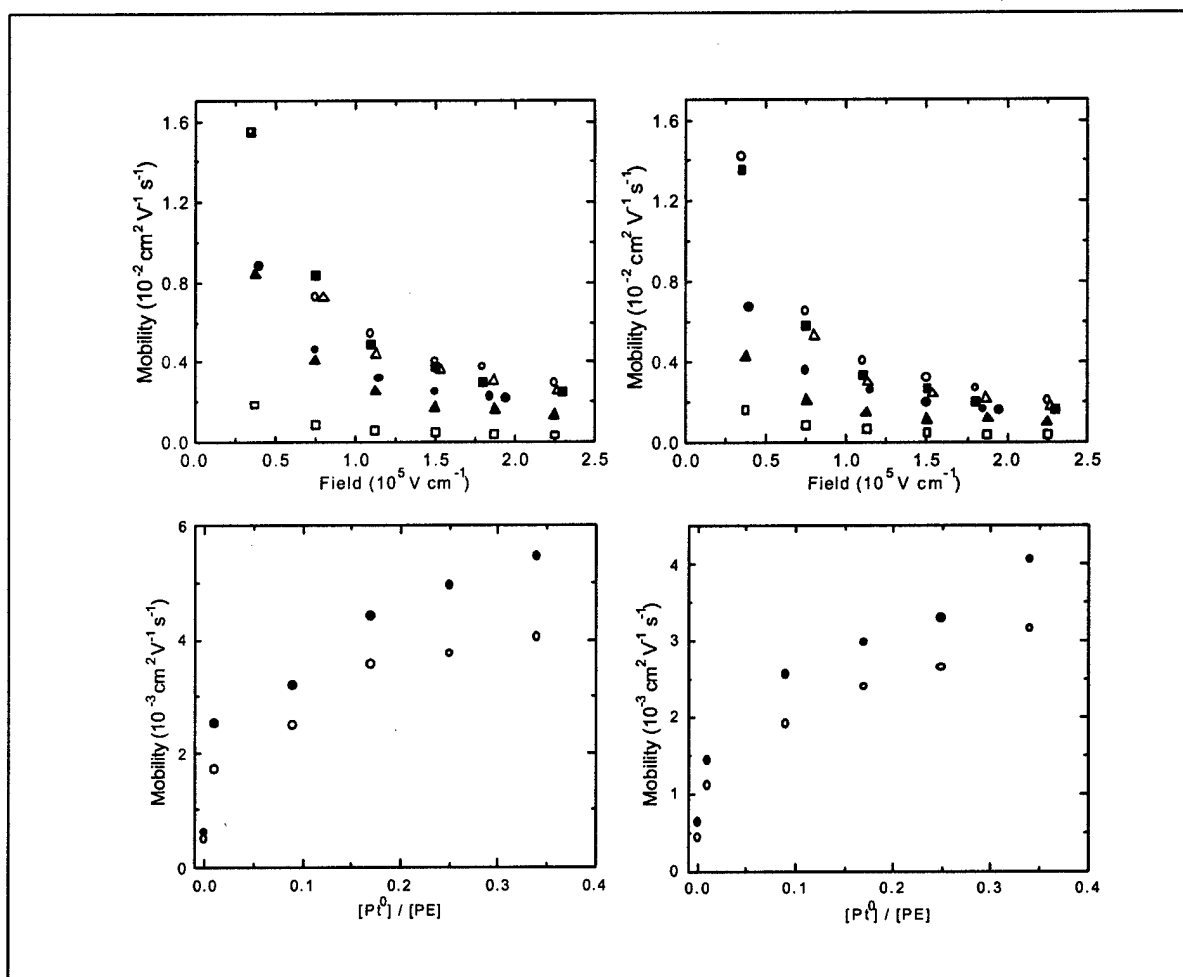 1.6
1.2
0.8
0.4
0.0
Mobility (10⁻² cm² V⁻¹ s⁻¹)
0.0 0.5 1.0 1.5 2.0 2.5
Field (10⁵ V cm⁻¹)
1.6
1.2
0.8
0.4
0.0
Mobility (10⁻² cm² V⁻¹ s⁻¹)
0.0 0.5 1.0 1.5 2.0 2.5
Field (10⁵ V cm⁻¹)
6
4
2
0
Mobility (10⁻³ cm² V⁻¹ s⁻¹)
0.0 0.1 0.2 0.3 0.4
[Pt⁰] / [PE]
4
3
2
1
0
Mobility (10⁻³ cm² V⁻¹ s⁻¹)
0.0 0.1 0.2 0.3 0.4
[Pt⁰] / [PE]